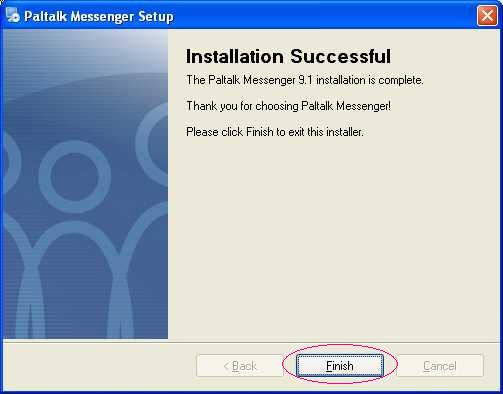 Paltalk Messenger Setup
Installation Successful
The Paltalk Messenger 9.1 installation is complete.
Thank you for choosing Paltalk Messenger!
Please click Finish to exit this installer.
< Back Finish Cancel